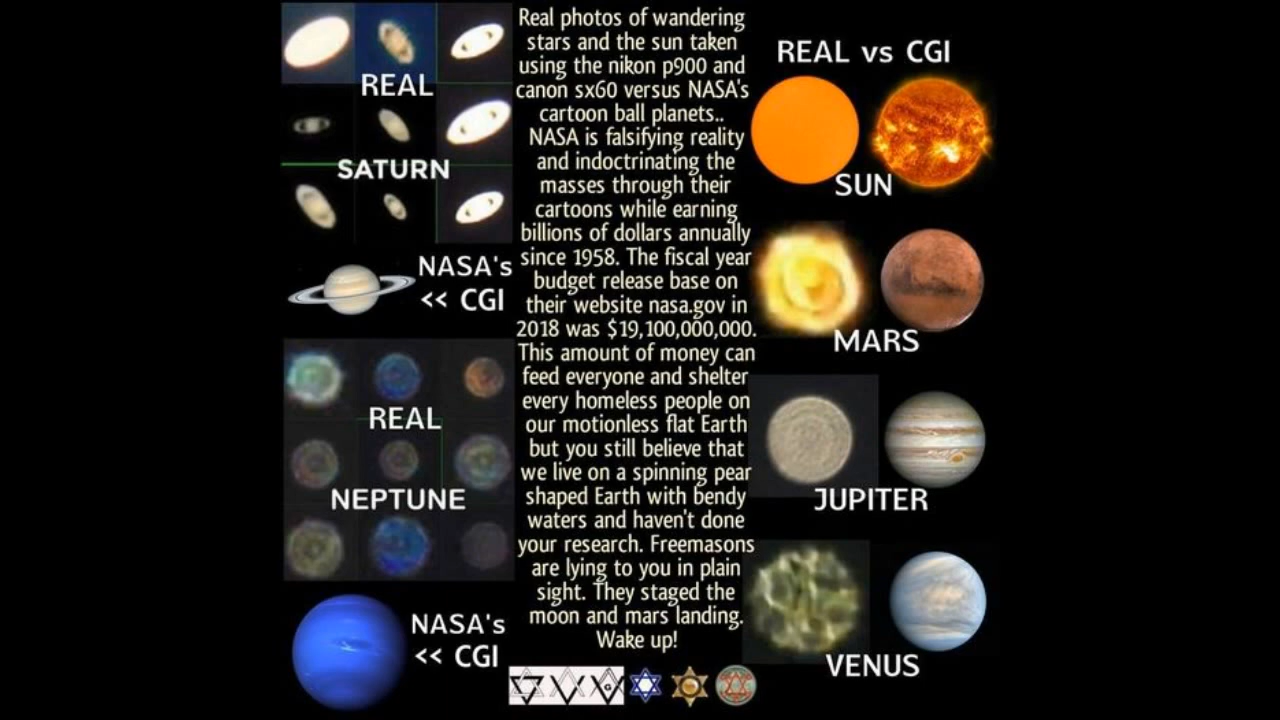 REAL
SATURN
NASA's
<< CGI
REAL
NEPTUNE
NASA's
<< CGI
Real photos of wandering
stars and the sun taken
using the nikon p900 and
canon sx60 versus NASA's
cartoon ball planets..
NASA is falsifying reality
and indoctrinating the
masses through their
cartoons while earning
billions of dollars annually
since 1958. The fiscal year
budget release base on
their website nasa.gov in
2018 was $19,100,000,000.
This amount of money can
feed everyone and shelter
every homeless people on
our motionless flat Earth
but you still believe that
we live on a spinning pear
shaped Earth with bendy
waters and haven't done
your research. Freemasons
are lying to you in plain
sight. They staged the
moon and mars landing.
Wake up!
G
REAL vs CGI
SUN
MARS
JUPITER
VENUS